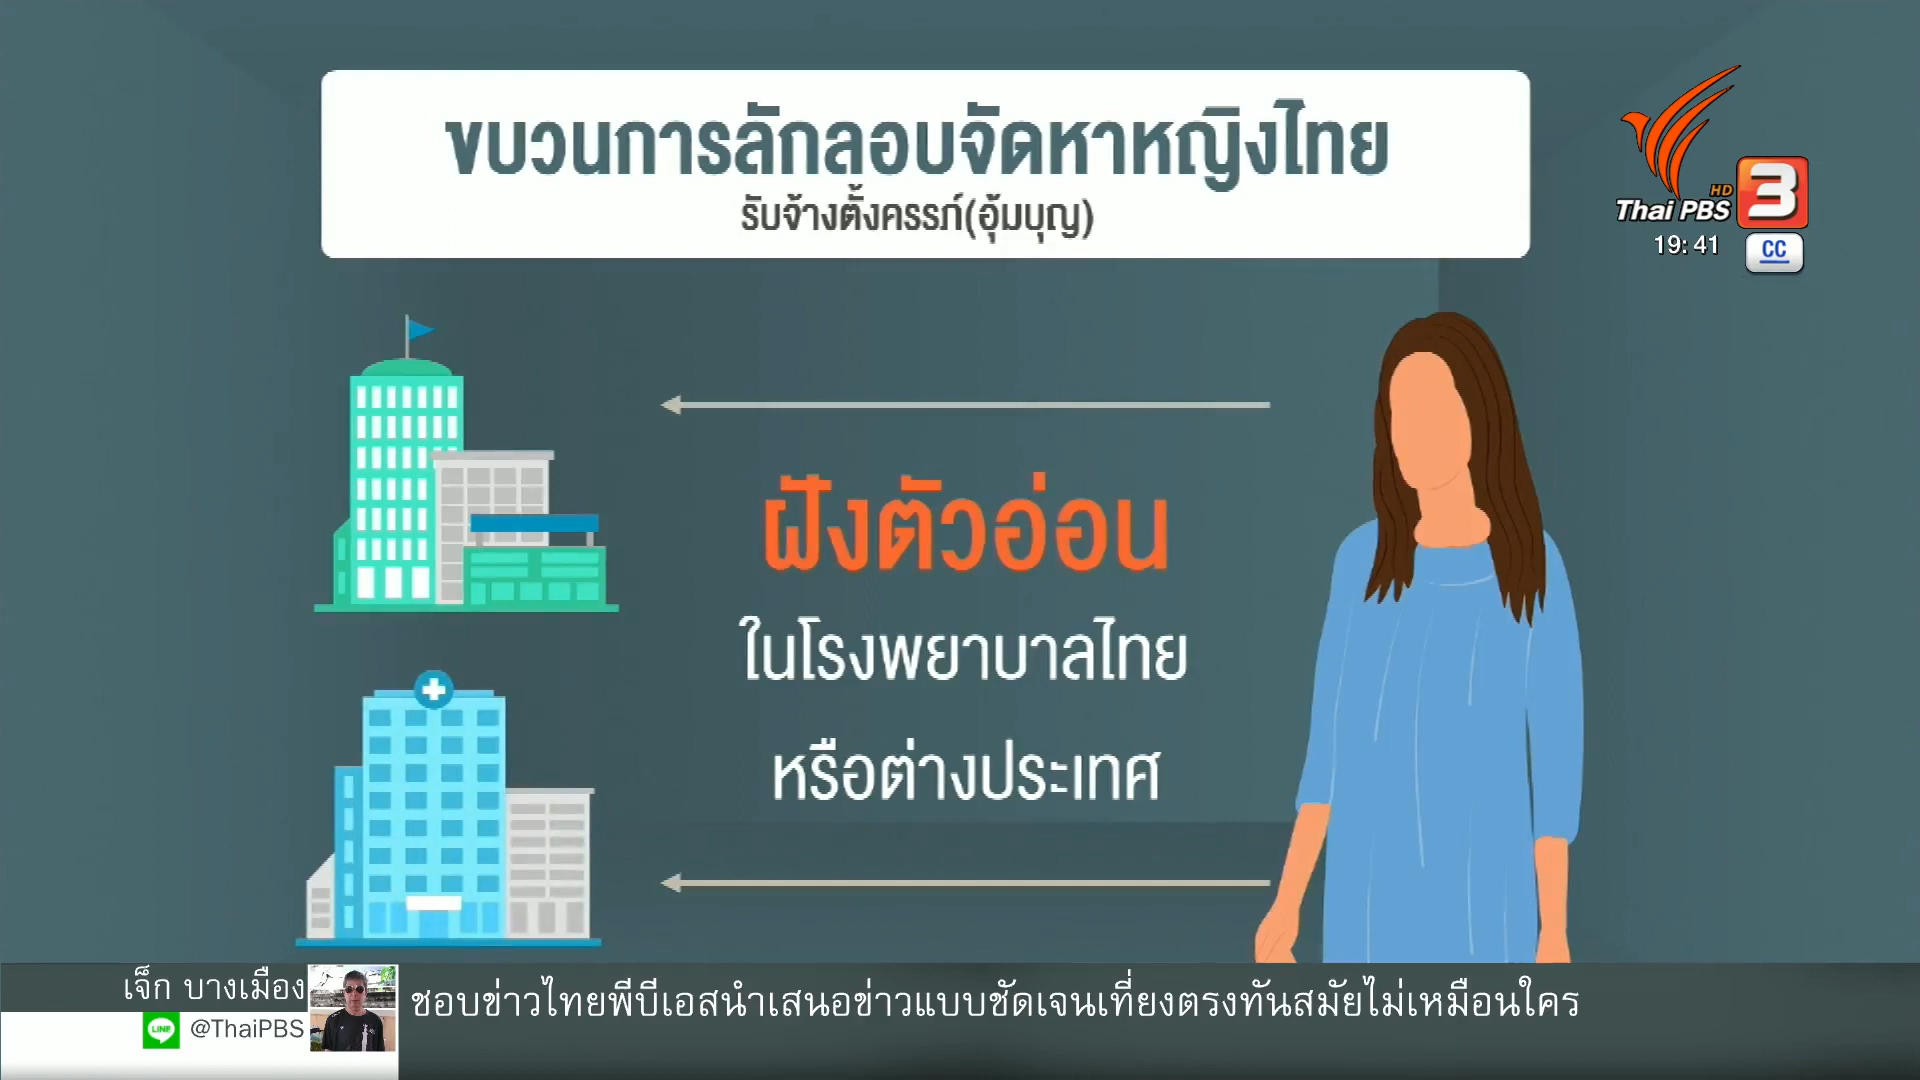 ขบวนการลักลอบจัดหาหญิงไทย
รับจ้างตั้งครรภ์(อุ้มบุญ)
Thai PBS HD 3
19:41 CC
ฝังตัวอ่อน
ในโรงพยาบาลไทย
หรือต่างประเทศ
เจ็ก บางเมือง
LINE @ThaiPBS
ชอบข่าวไทยพีบีเอสนำเสนอข่าวแบบชัดเจนเที่ยงตรงทันสมัยไม่เหมือนใคร